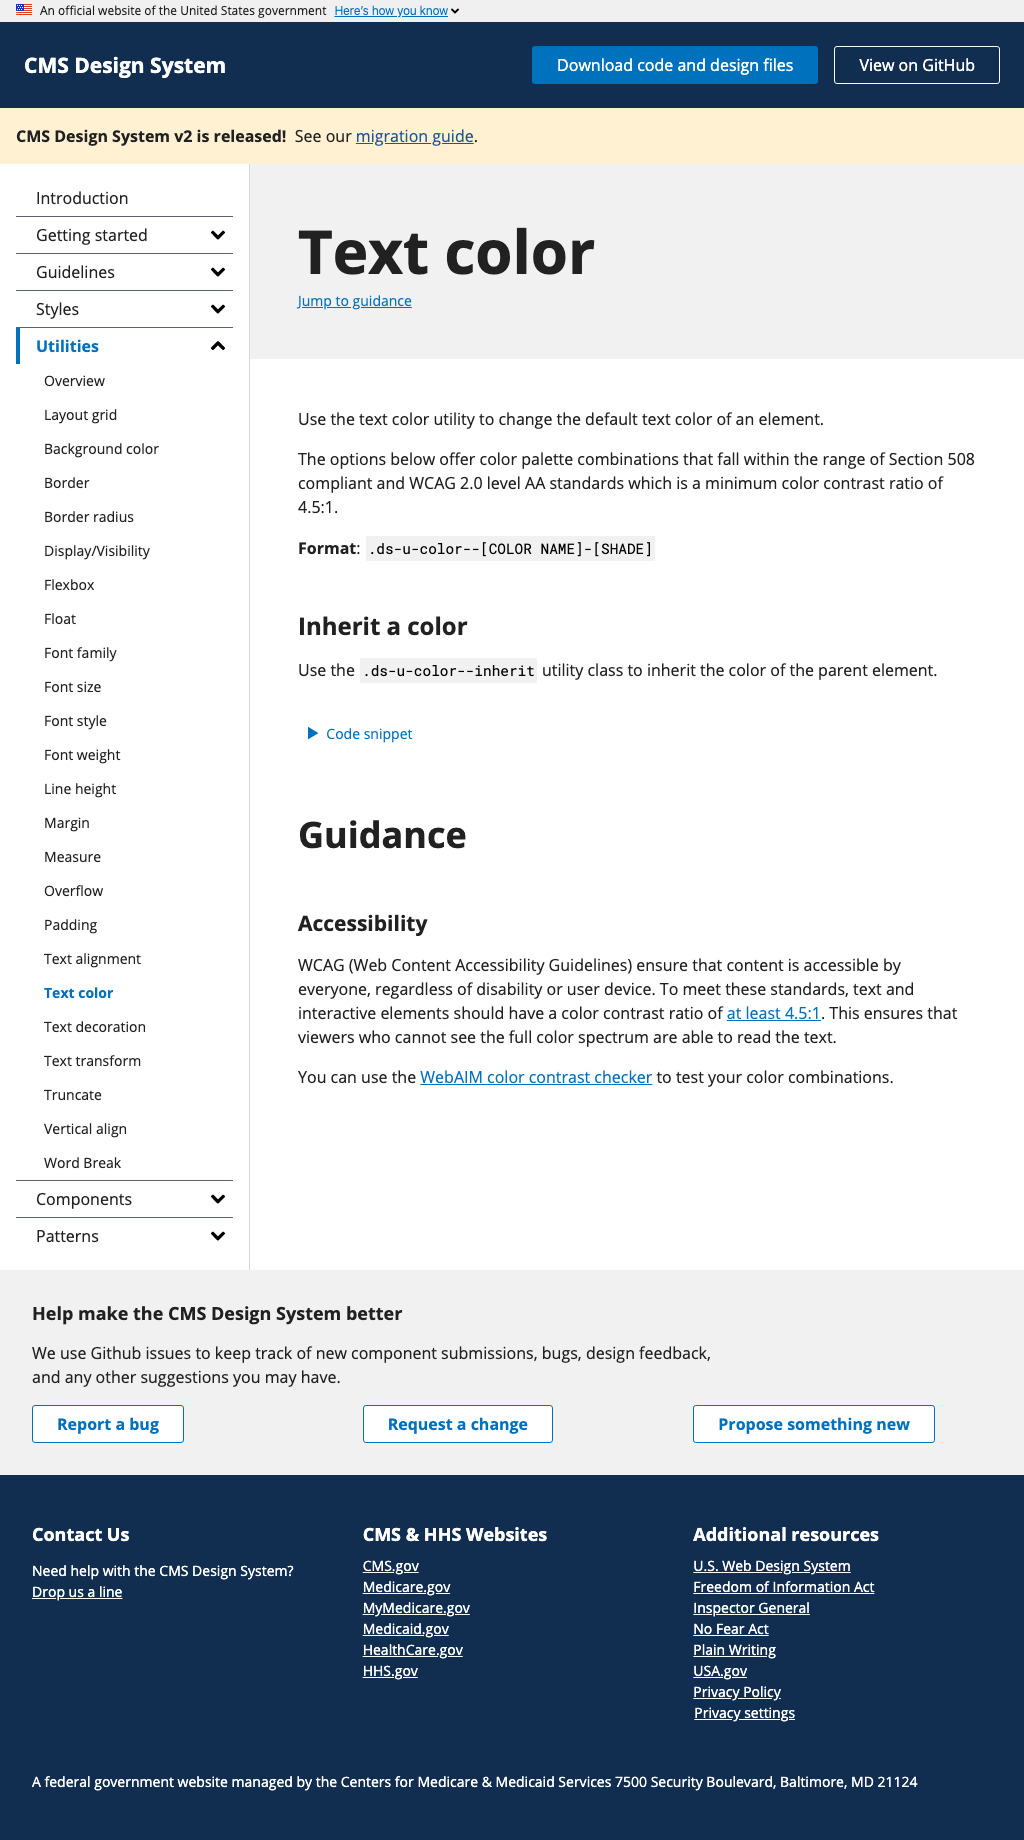 An official website of the United States government Here's how you know
CMS Design System
Download code and design files
View on GitHub
CMS Design System v2 is released! See our migration guide.
Introduction
Getting started
Guidelines
Styles
Utilities
Overview
Layout grid
Background color
Border
Border radius
Display/Visibility
Flexbox
Float
Font family
Font size
Font style
Font weight
Line height
Margin
Measure
Overflow
Padding
Text alignment
Text color
Text decoration
Text transform
Truncate
Vertical align
Word Break
Components
Patterns
Text color
Jump to guidance
Use the text color utility to change the default text color of an element.
The options below offer color palette combinations that fall within the range of Section 508
compliant and WCAG 2.0 level AA standards which is a minimum color contrast ratio of
4.5:1.
Format: .ds-u-color--[COLOR NAME]-[SHADE]
Inherit a color
Use the .ds-u-color--inherit utility class to inherit the color of the parent element.
Code snippet
Guidance
Accessibility
WCAG (Web Content Accessibility Guidelines) ensure that content is accessible by
everyone, regardless of disability or user device. To meet these standards, text and
interactive elements should have a color contrast ratio of at least 4.5:1. This ensures that
viewers who cannot see the full color spectrum are able to read the text.
You can use the WebAIM color contrast checker to test your color combinations.
Help make the CMS Design System better
We use Github issues to keep track of new component submissions, bugs, design feedback,
and any other suggestions you may have.
Report a bug
Request a change
Propose something new
Contact Us
Need help with the CMS Design System?
Drop us a line
CMS & HHS Websites
CMS.gov
Medicare.gov
MyMedicare.gov
Medicaid.gov
HealthCare.gov
HHS.gov
Additional resources
U.S. Web Design System
Freedom of Information Act
Inspector General
No Fear Act
Plain Writing
USA.gov
Privacy Policy
Privacy settings
A federal government website managed by the Centers for Medicare & Medicaid Services 7500 Security Boulevard, Baltimore, MD 21124